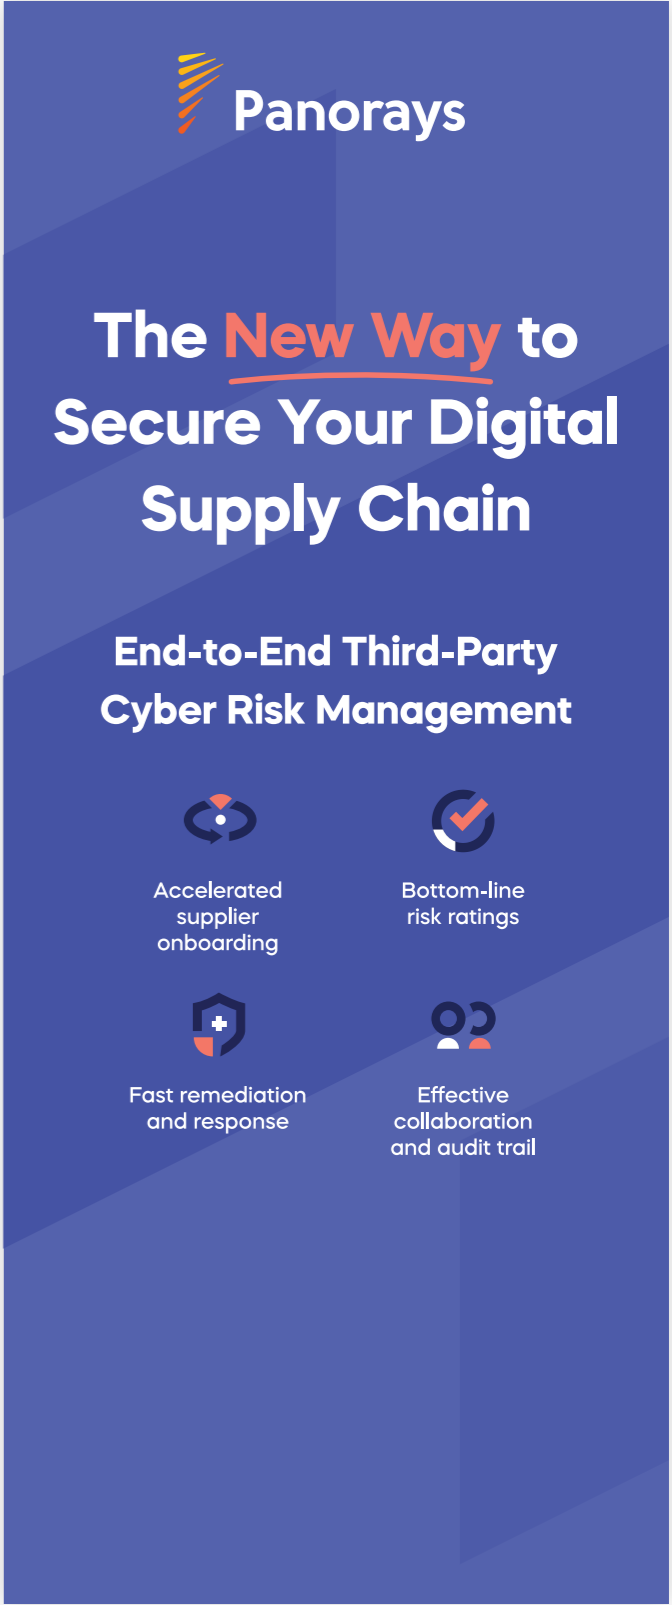 Panorays
The New Way to
Secure Your Digital
Supply Chain
End-to-End Third-Party
Cyber Risk Management
Accelerated
supplier
onboarding
Bottom-line
risk ratings
Fast remediation
and response
Effective
collaboration
and audit trail